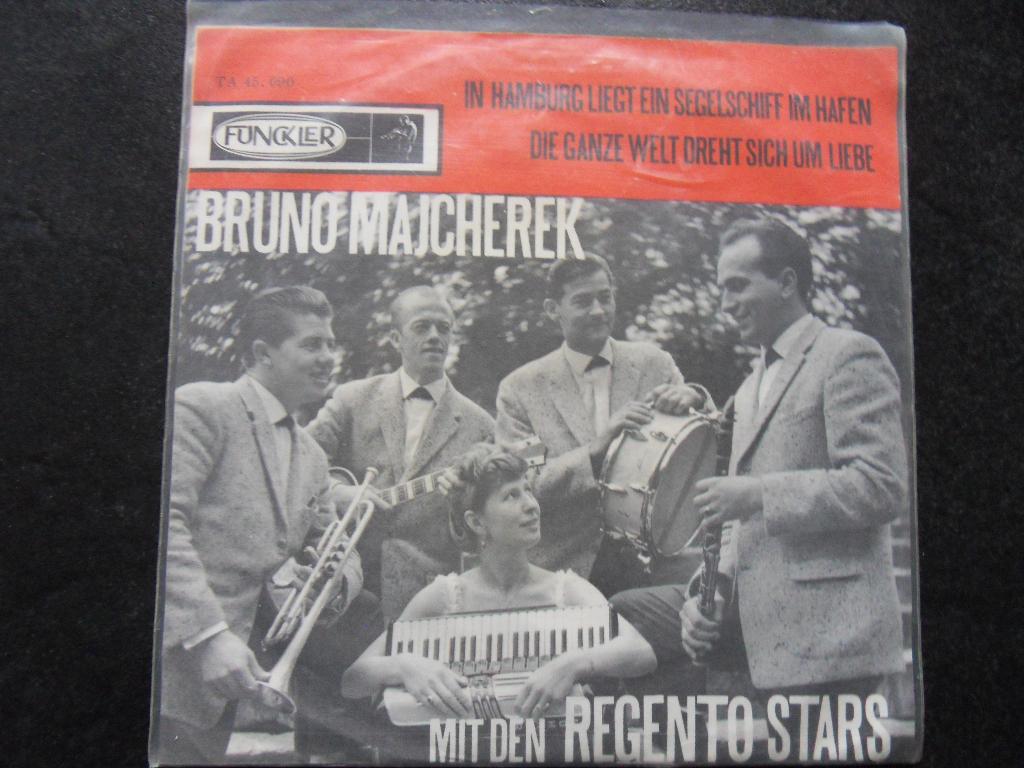 TA 45.090
IN HAMBURG LIEGT EIN SEGELSCHIFF IM HAFEN
FUNCKLER
DIE GANZE WELT DREHT SICH UM LIEBE
BRUNO MAJCHEREK
MIT DEN REGENTO STARS